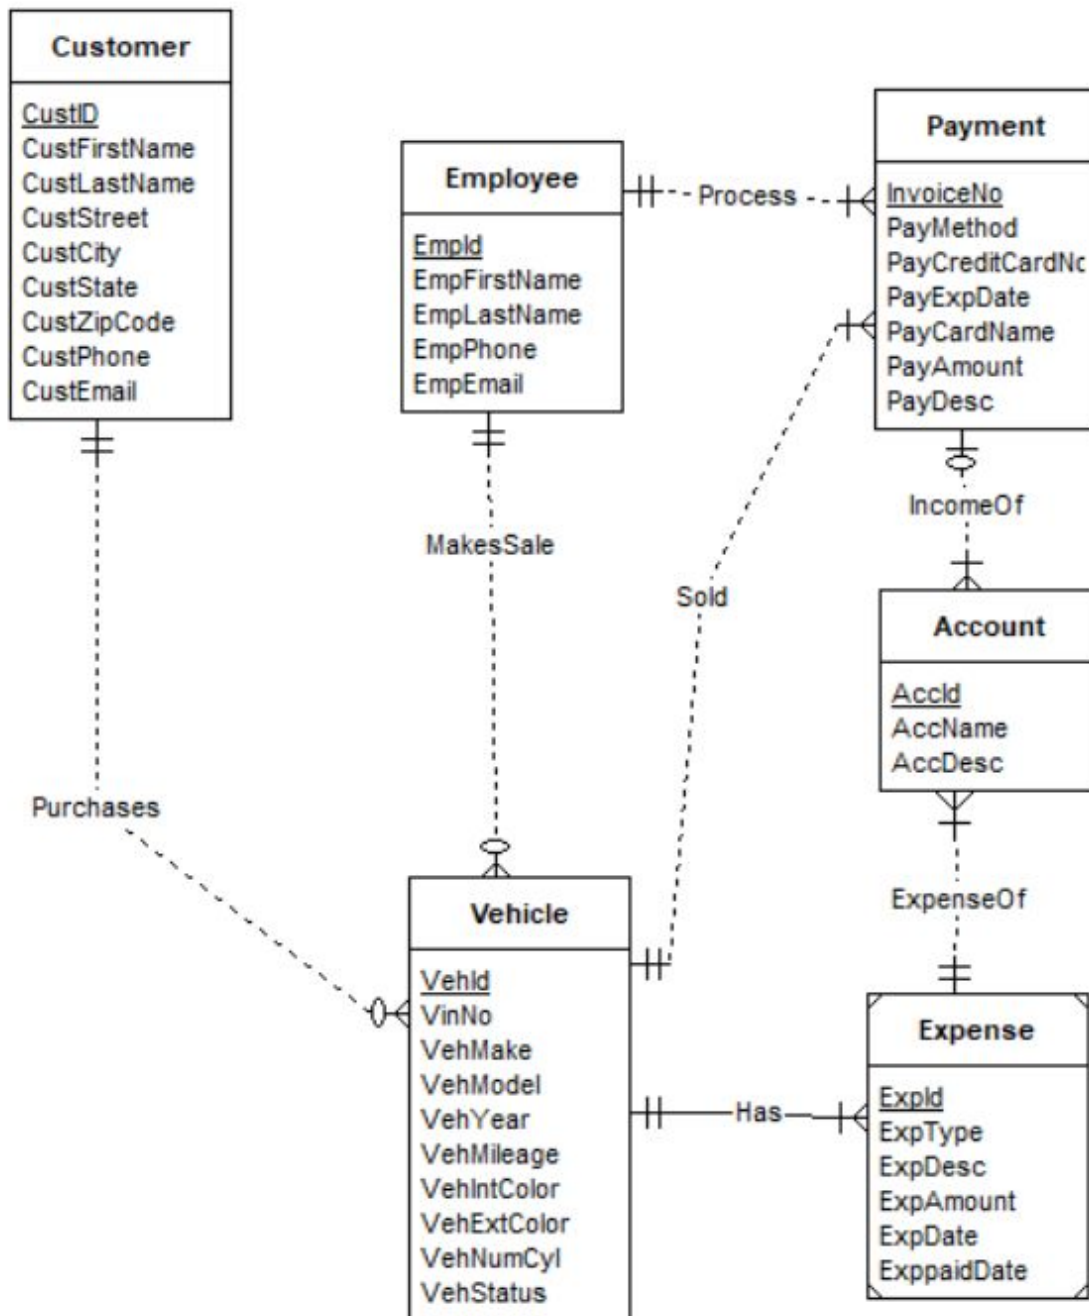 Customer
CustID
CustFirstName
CustLastName
CustStreet
CustCity
CustState
CustZipCode
CustPhone
CustEmail
Employee
EmpId
EmpFirstName
EmpLastName
EmpPhone
EmpEmail
Process
Payment
InvoiceNo
PayMethod
PayCreditCardNo
PayExpDate
PayCardName
PayAmount
PayDesc
IncomeOf
MakesSale
Sold
Account
AccId
AccName
AccDesc
Purchases
ExpenseOf
Vehicle
VehId
VinNo
VehMake
VehModel
VehYear
VehMileage
VehIntColor
VehExtColor
VehNumCyl
VehStatus
Has
Expense
ExpId
ExpType
ExpDesc
ExpAmount
ExpDate
ExppaidDate